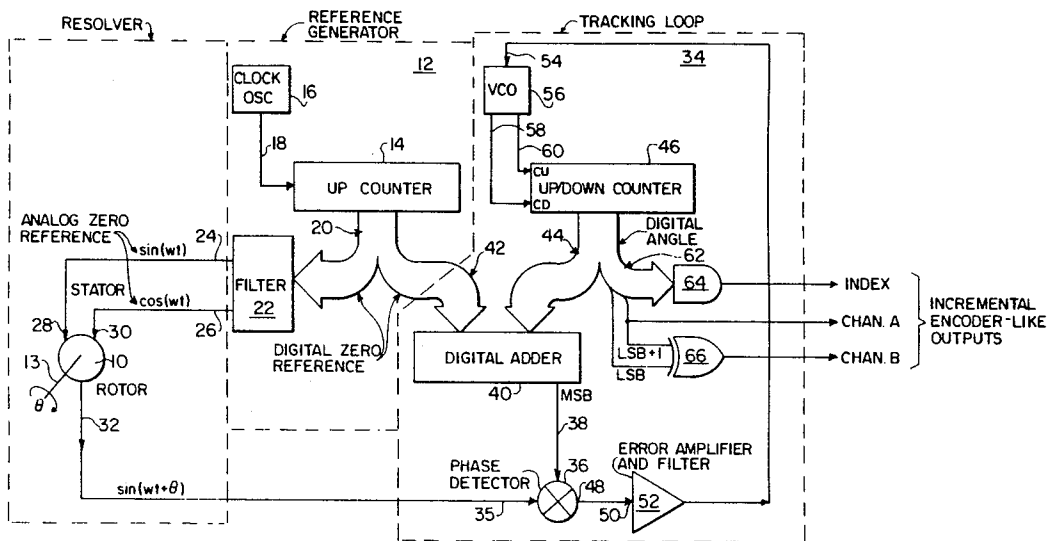 RESOLVER
REFERENCE
GENERATOR
TRACKING LOOP
12
34
CLOCK
OSC
16
18
14
UP COUNTER
54
VCO
56
58
60
46
CU
CD
UP/DOWN COUNTER
ANALOG ZERO
REFERENCE
24
sin(wt)
20
42
44
DIGITAL
ANGLE
62
64
INDEX
STATOR
cos(wt)
FILTER
22
28
30
26
10
13
θ
ROTOR
32
DIGITAL ZERO
REFERENCE
DIGITAL ADDER
40
MSB
38
LSB+1
LSB
66
CHAN. A
CHAN. B
INCREMENTAL
ENCODER-LIKE
OUTPUTS
sin(wt+θ)
35
PHASE
DETECTOR
36
48
50
ERROR AMPLIFIER
AND FILTER
52